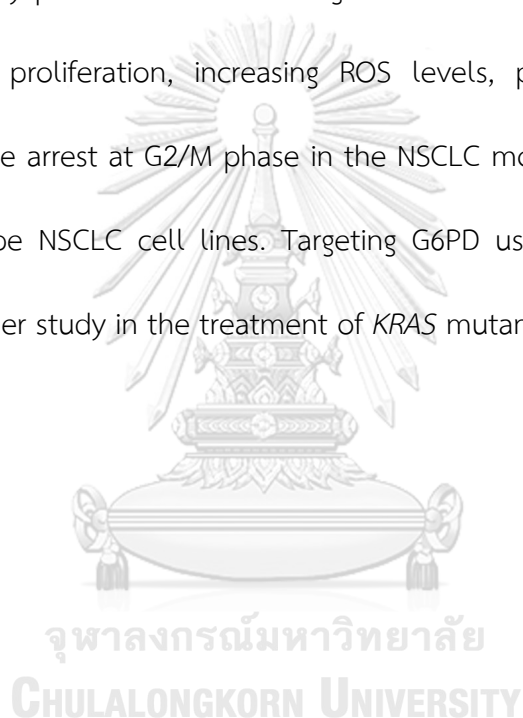 proliferation, increasing ROS levels, p
e arrest at G2/M phase in the NSCLC mo
pe NSCLC cell lines. Targeting G6PD us
er study in the treatment of KRAS mutan
จุฬาลงกรณ์มหาวิทยาลัย
CHULALONGKORN UNIVERSITY